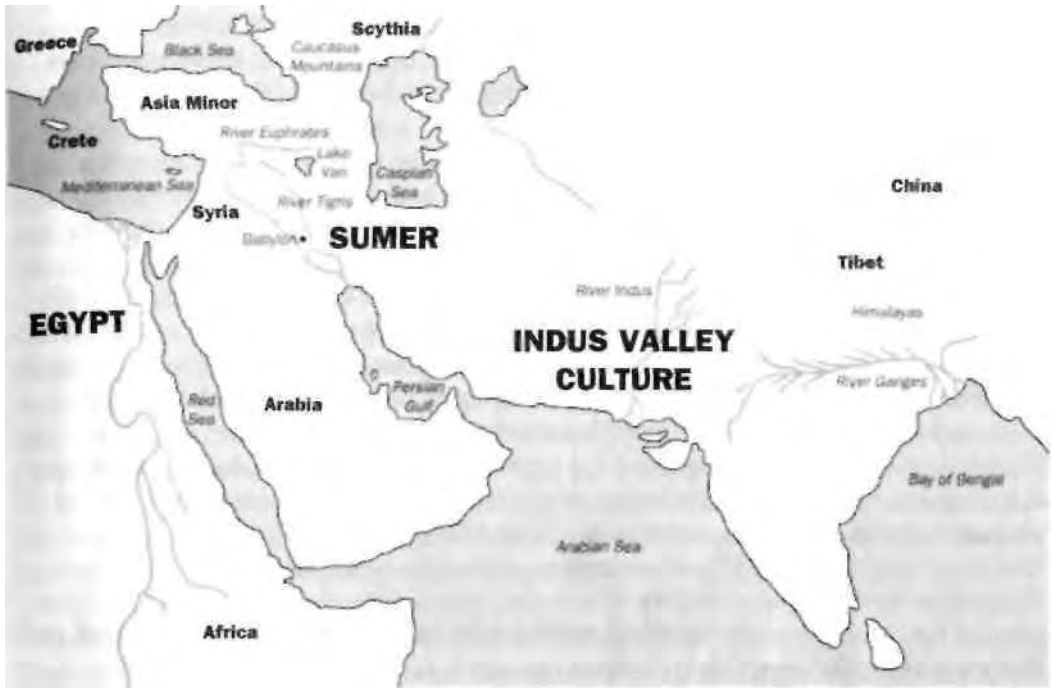 Scythia
Greece
Black Sea
Caucasus
Mountains
Asia Minor
River Euphrates
Crete
Lake
Van
Caspian
Sea
Mediterranean Sea
China
River Tigris
Syria
Babylon
SUMER
Tibet
River Indus
Himalayas
EGYPT
INDUS VALLEY
CULTURE
River Ganges
Persian
Gulf
Red
Sea
Arabia
Bay of Bengal
Arabian Sea
Africa